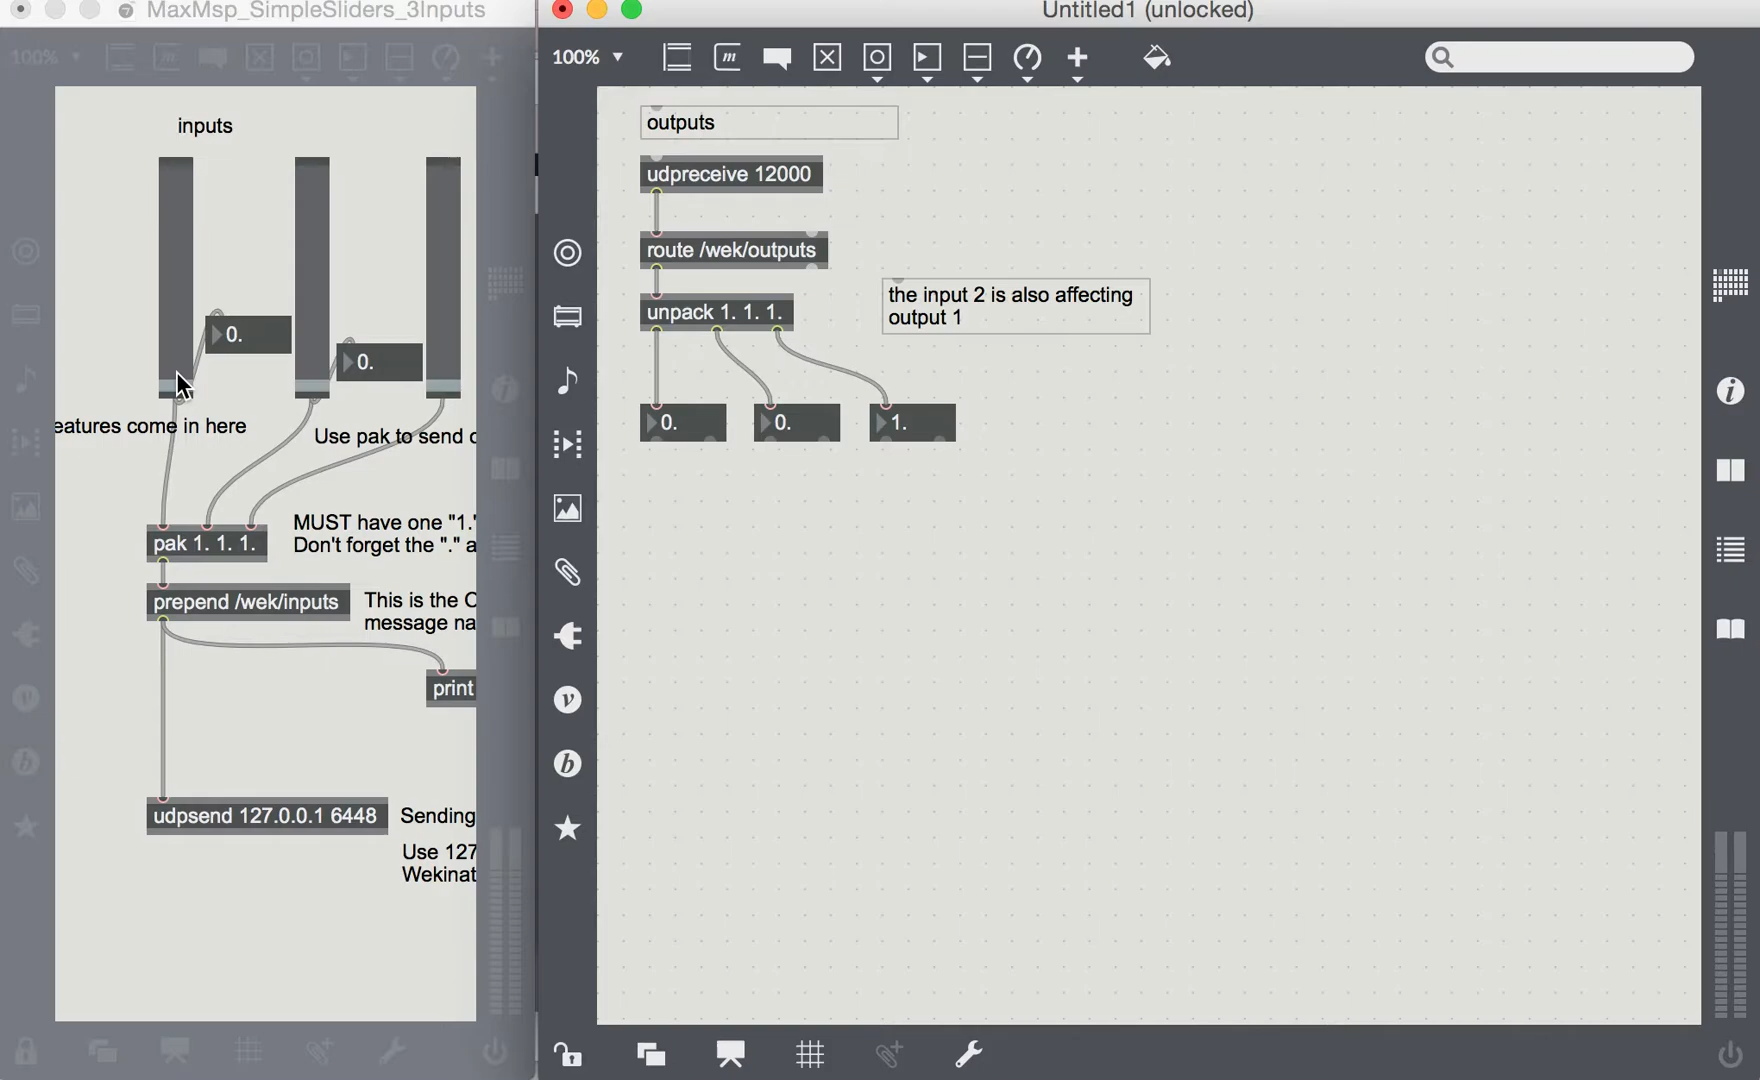 MaxMsp_SimpleSliders_3Inputs
Untitled1 (unlocked)
100%
100%
inputs
0.
0.
eatures come in here
Use pak to send
pak 1. 1. 1.
MUST have one "1."
Don't forget the "." a
prepend /wek/inputs
This is the
message na
print
udpsend 127.0.0.1 6448
Sending
Use 127
Wekinat
outputs
udpreceive 12000
route /wek/outputs
unpack 1. 1. 1.
the input 2 is also affecting
output 1
0.
0.
1.